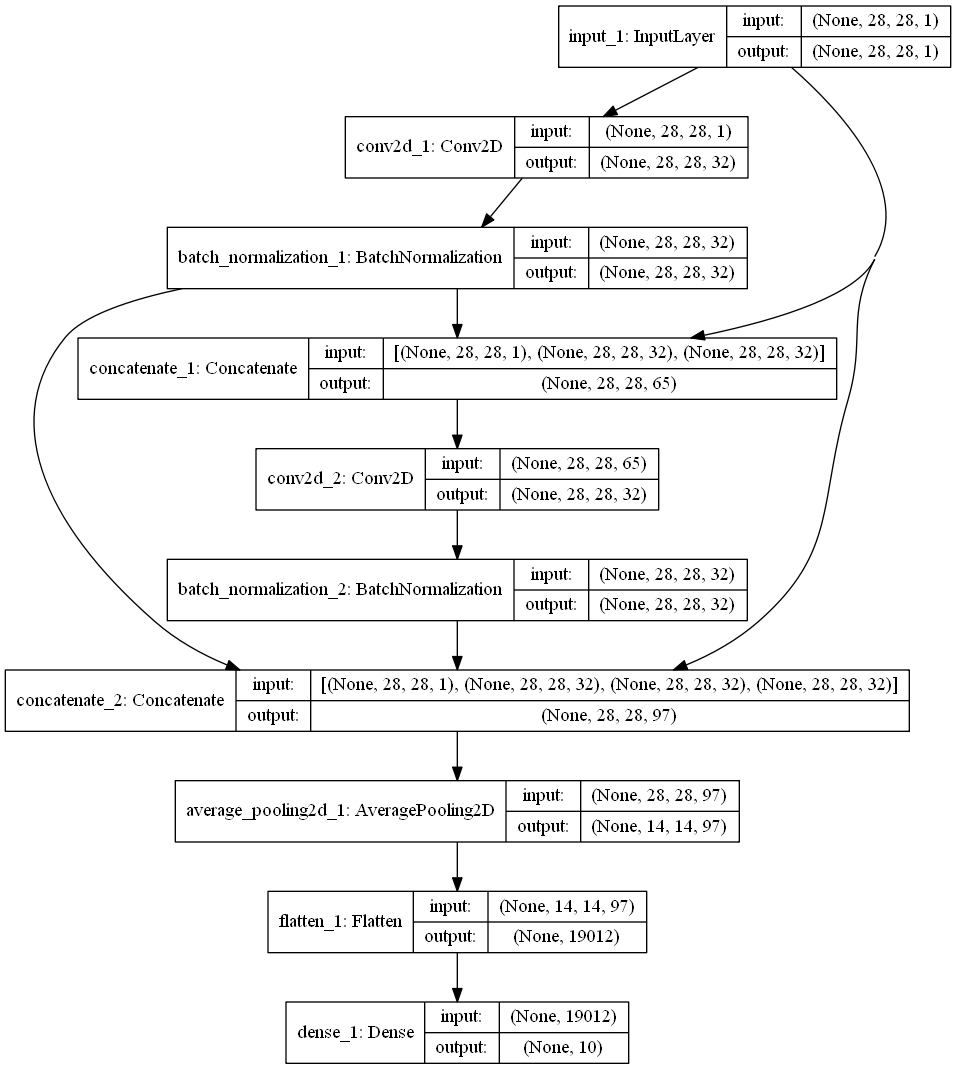 input_1: InputLayer
input: (None, 28, 28, 1)
output: (None, 28, 28, 1)
conv2d_1: Conv2D
input: (None, 28, 28, 1)
output: (None, 28, 28, 32)
batch_normalization_1: BatchNormalization
input: (None, 28, 28, 32)
output: (None, 28, 28, 32)
concatenate_1: Concatenate
input: [(None, 28, 28, 1), (None, 28, 28, 32), (None, 28, 28, 32)]
output: (None, 28, 28, 65)
conv2d_2: Conv2D
input: (None, 28, 28, 65)
output: (None, 28, 28, 32)
batch_normalization_2: BatchNormalization
input: (None, 28, 28, 32)
output: (None, 28, 28, 32)
concatenate_2: Concatenate
input: [(None, 28, 28, 1), (None, 28, 28, 32), (None, 28, 28, 32), (None, 28, 28, 32)]
output: (None, 28, 28, 97)
average_pooling2d_1: AveragePooling2D
input: (None, 28, 28, 97)
output: (None, 14, 14, 97)
flatten_1: Flatten
input: (None, 14, 14, 97)
output: (None, 19012)
dense_1: Dense
input: (None, 19012)
output: (None, 10)